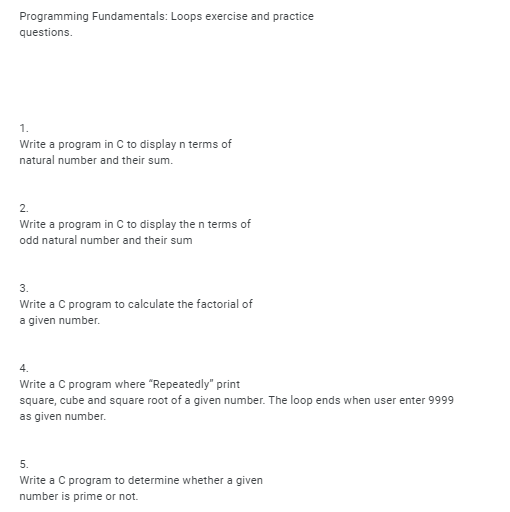 Programming Fundamentals: Loops exercise and practice
questions.
1.
Write a program in C to display n terms of
natural number and their sum.
2.
Write a program in C to display the n terms of
odd natural number and their sum
3.
Write a C program to calculate the factorial of
a given number.
4.
Write a C program where “Repeatedly” print
square, cube and square root of a given number. The loop ends when user enter 9999
as given number.
5.
Write a C program to determine whether a given
number is prime or not.